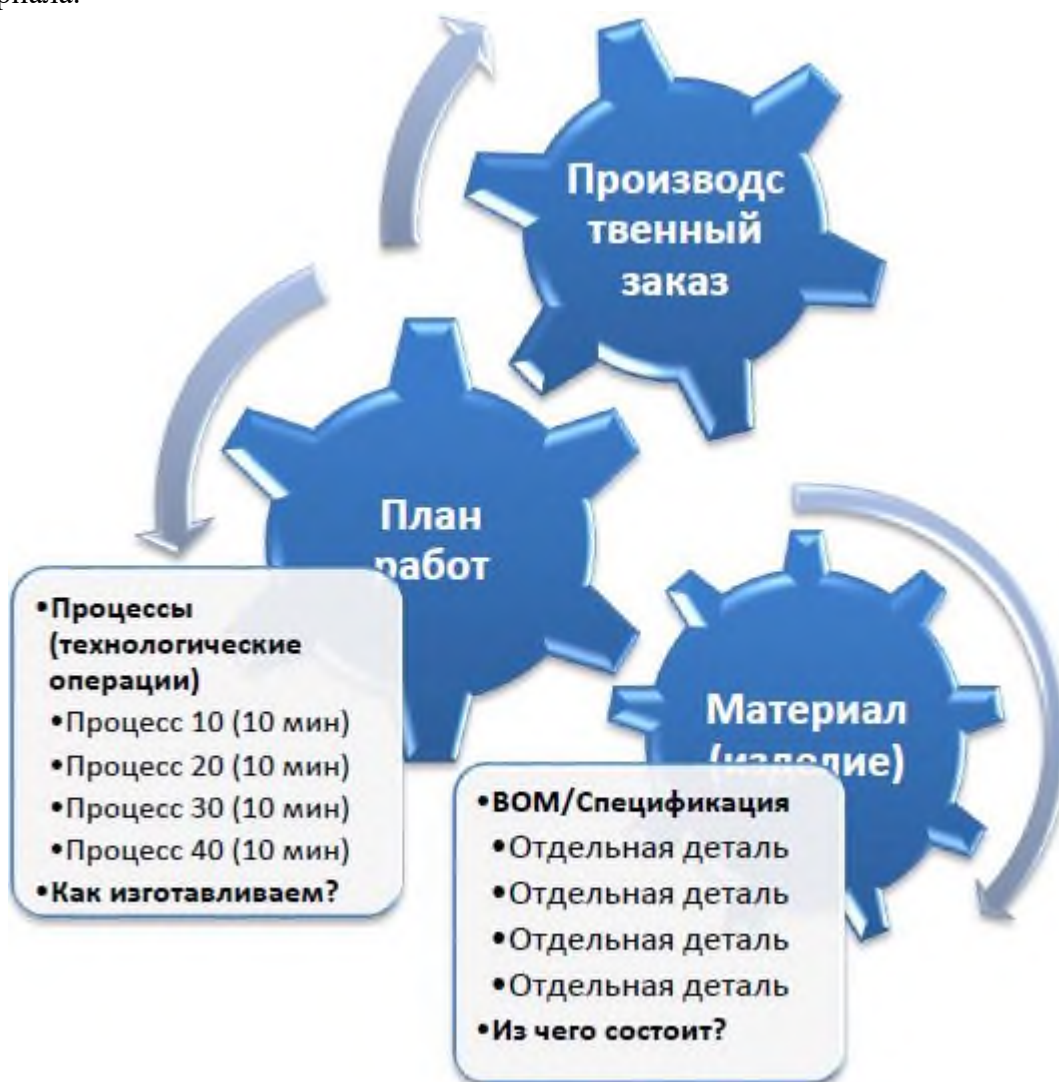 Производс
твенный
заказ
План
работ
•Процессы
(технологические
операции)
•Процесс 10 (10 мин)
•Процесс 20 (10 мин)
•Процесс 30 (10 мин)
•Процесс 40 (10 мин)
•Как изготавливаем?
Материал
(изделие)
•BOM/Спецификация
•Отдельная деталь
•Отдельная деталь
•Отдельная деталь
•Отдельная деталь
•Из чего состоит?